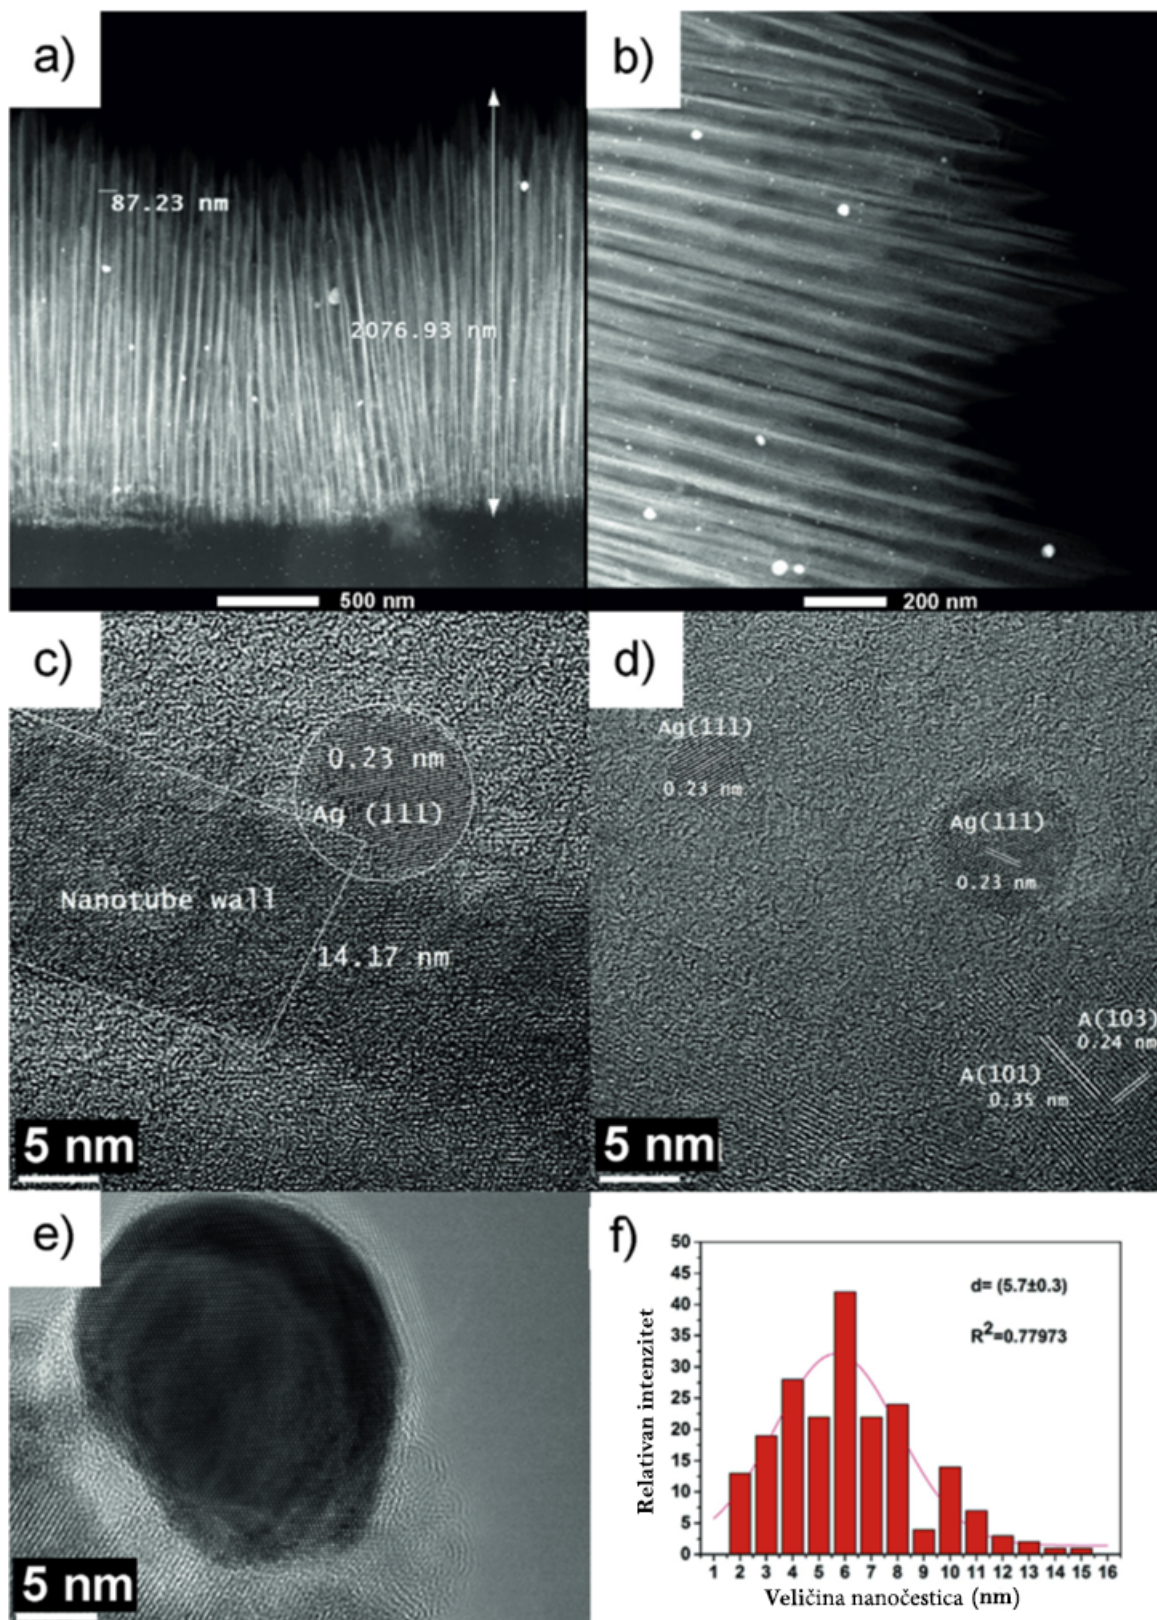 a)
87.23 nm
2076.93 nm
500 nm
b)
200 nm
c)
0.23 nm
Ag (111)
Nanotube wall
14.17 nm
5 nm
d)
Ag(111)
0.23 nm
Ag(111)
0.23 nm
A(103)
0.24 nm
A(101)
0.35 nm
5 nm
e)
5 nm
f)
50
45
40
35
30
25
20
15
10
5
0
Relativan intenzitet
d= (5.7±0.3)
R²=0.77973
1 2 3 4 5 6 7 8 9 10 11 12 13 14 15 16
Veličina nanočestica (nm)